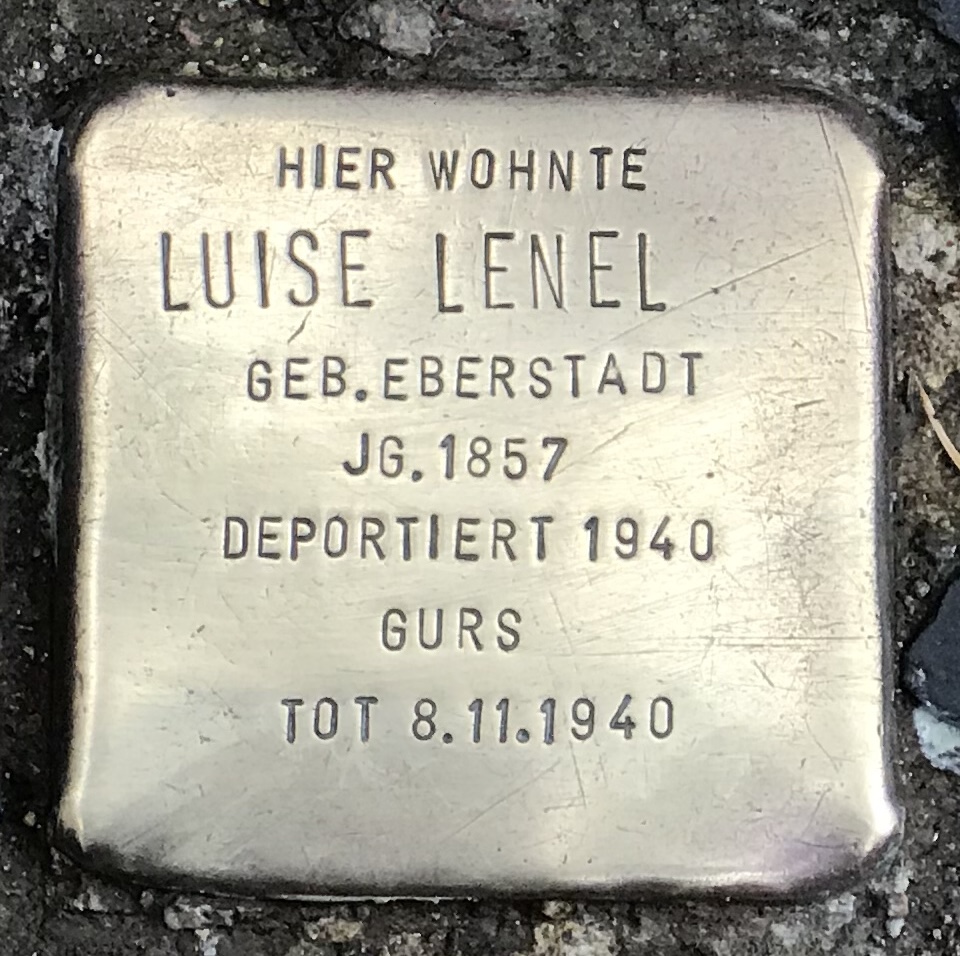 HIER WOHNTE
LUISE LENEL
GEB.EBERSTADT
JG.1857
DEPORTIERT 1940
GURS
TOT 8.11.1940